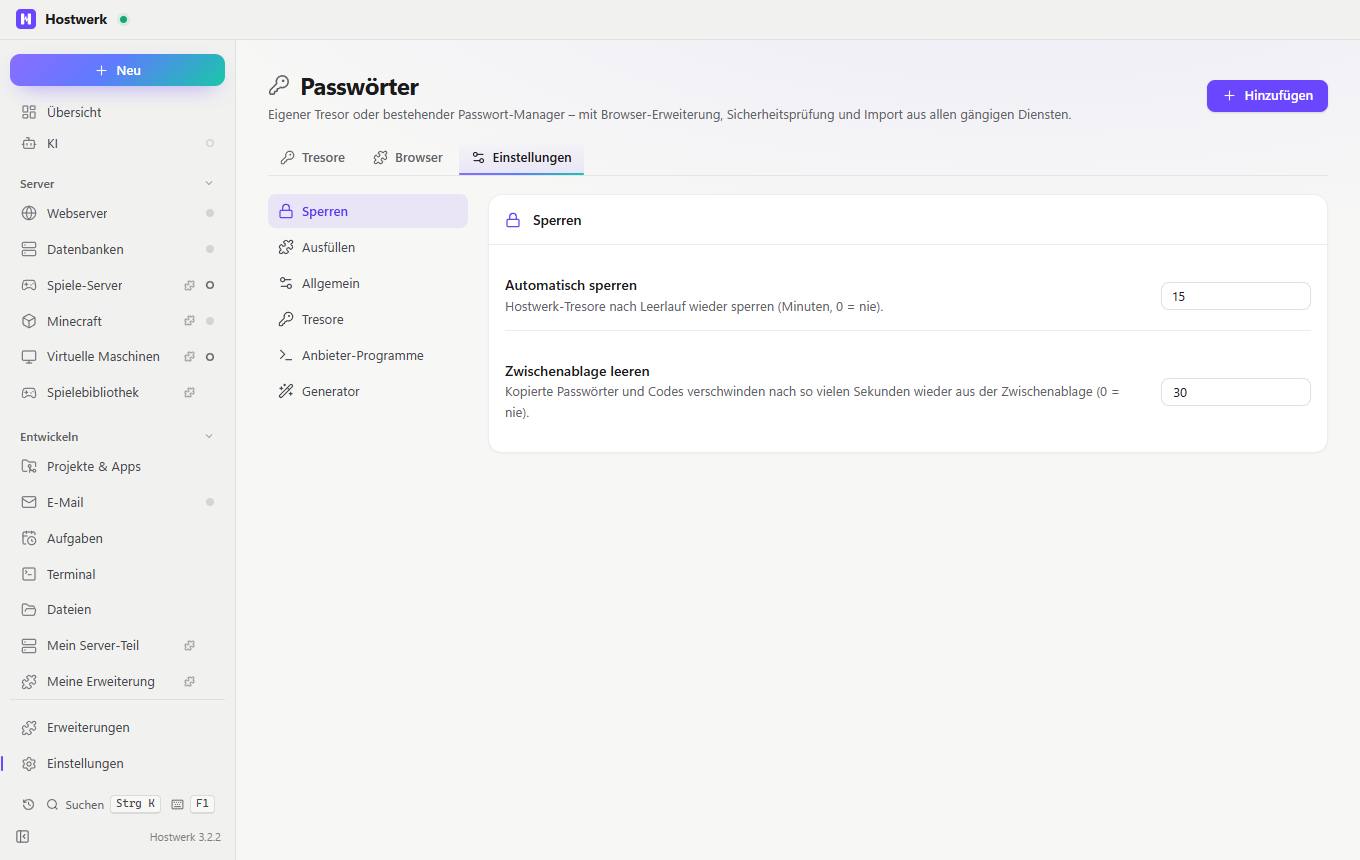 Hostwerk
Neu
Übersicht
KI
Server
Webserver
Datenbanken
Spiele-Server
Minecraft
Virtuelle Maschinen
Spielebibliothek
Entwickeln
Projekte & Apps
E-Mail
Aufgaben
Terminal
Dateien
Mein Server-Teil
Meine Erweiterung
Erweiterungen
Einstellungen
Suchen Strg K F1
Hostwerk 3.2.2
Passwörter
Eigener Tresor oder bestehender Passwort-Manager – mit Browser-Erweiterung, Sicherheitsprüfung und Import aus allen gängigen Diensten.
Hinzufügen
Tresore Browser Einstellungen
Sperren
Ausfüllen
Allgemein
Tresore
Anbieter-Programme
Generator
Sperren
Automatisch sperren
Hostwerk-Tresore nach Leerlauf wieder sperren (Minuten, 0 = nie).
15
Zwischenablage leeren
Kopierte Passwörter und Codes verschwinden nach so vielen Sekunden wieder aus der Zwischenablage (0 =
nie).
30